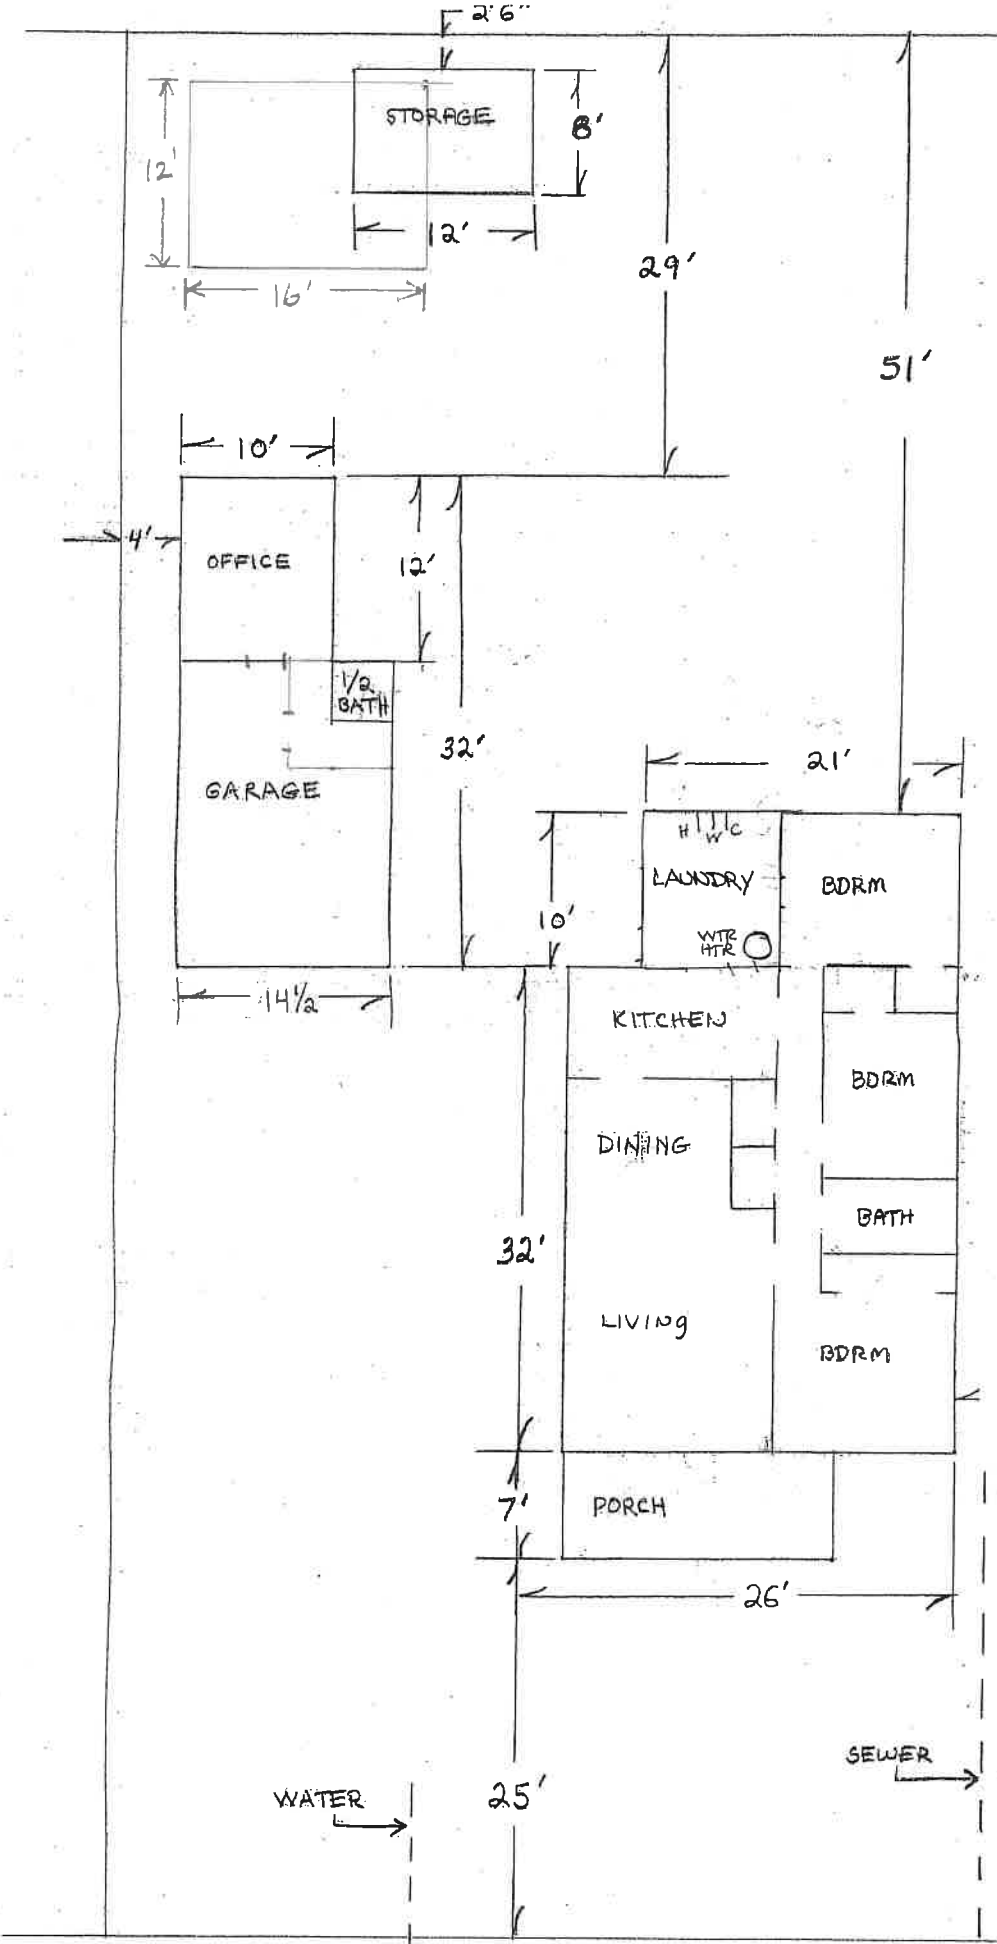 2'6"
STORAGE
8'
12'
12'
16'
29'
51'
10'
4'
OFFICE
12'
1/2
BATH
32'
GARAGE
14½
21'
H W C
LAUNDRY
BDRM
10'
WTR
HTR
KITCHEN
BDRM
DINING
BATH
32'
LIVING
BDRM
7'
PORCH
26'
SEWER
WATER
25'